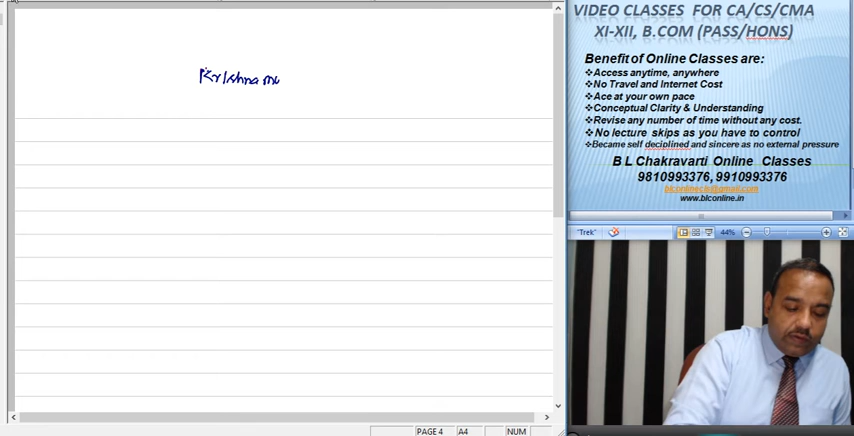 Krishna mu
VIDEO CLASSES FOR CA/CS/CMA
XI-XII, B.COM (PASS/HONS)
Benefit of Online Classes are:
❖Access anytime, anywhere
❖No Travel and Internet Cost
❖Ace at your own pace
❖Conceptual Clarity & Understanding
❖Revise any number of time without any cost.
❖No lecture skips as you have to control
❖Became self deciplined and sincere as no external pressure
B L Chakravarti Online Classes
9810993376, 9910993376
www.blconline.in
"Trek"
44%
PAGE 4 A4 NUM